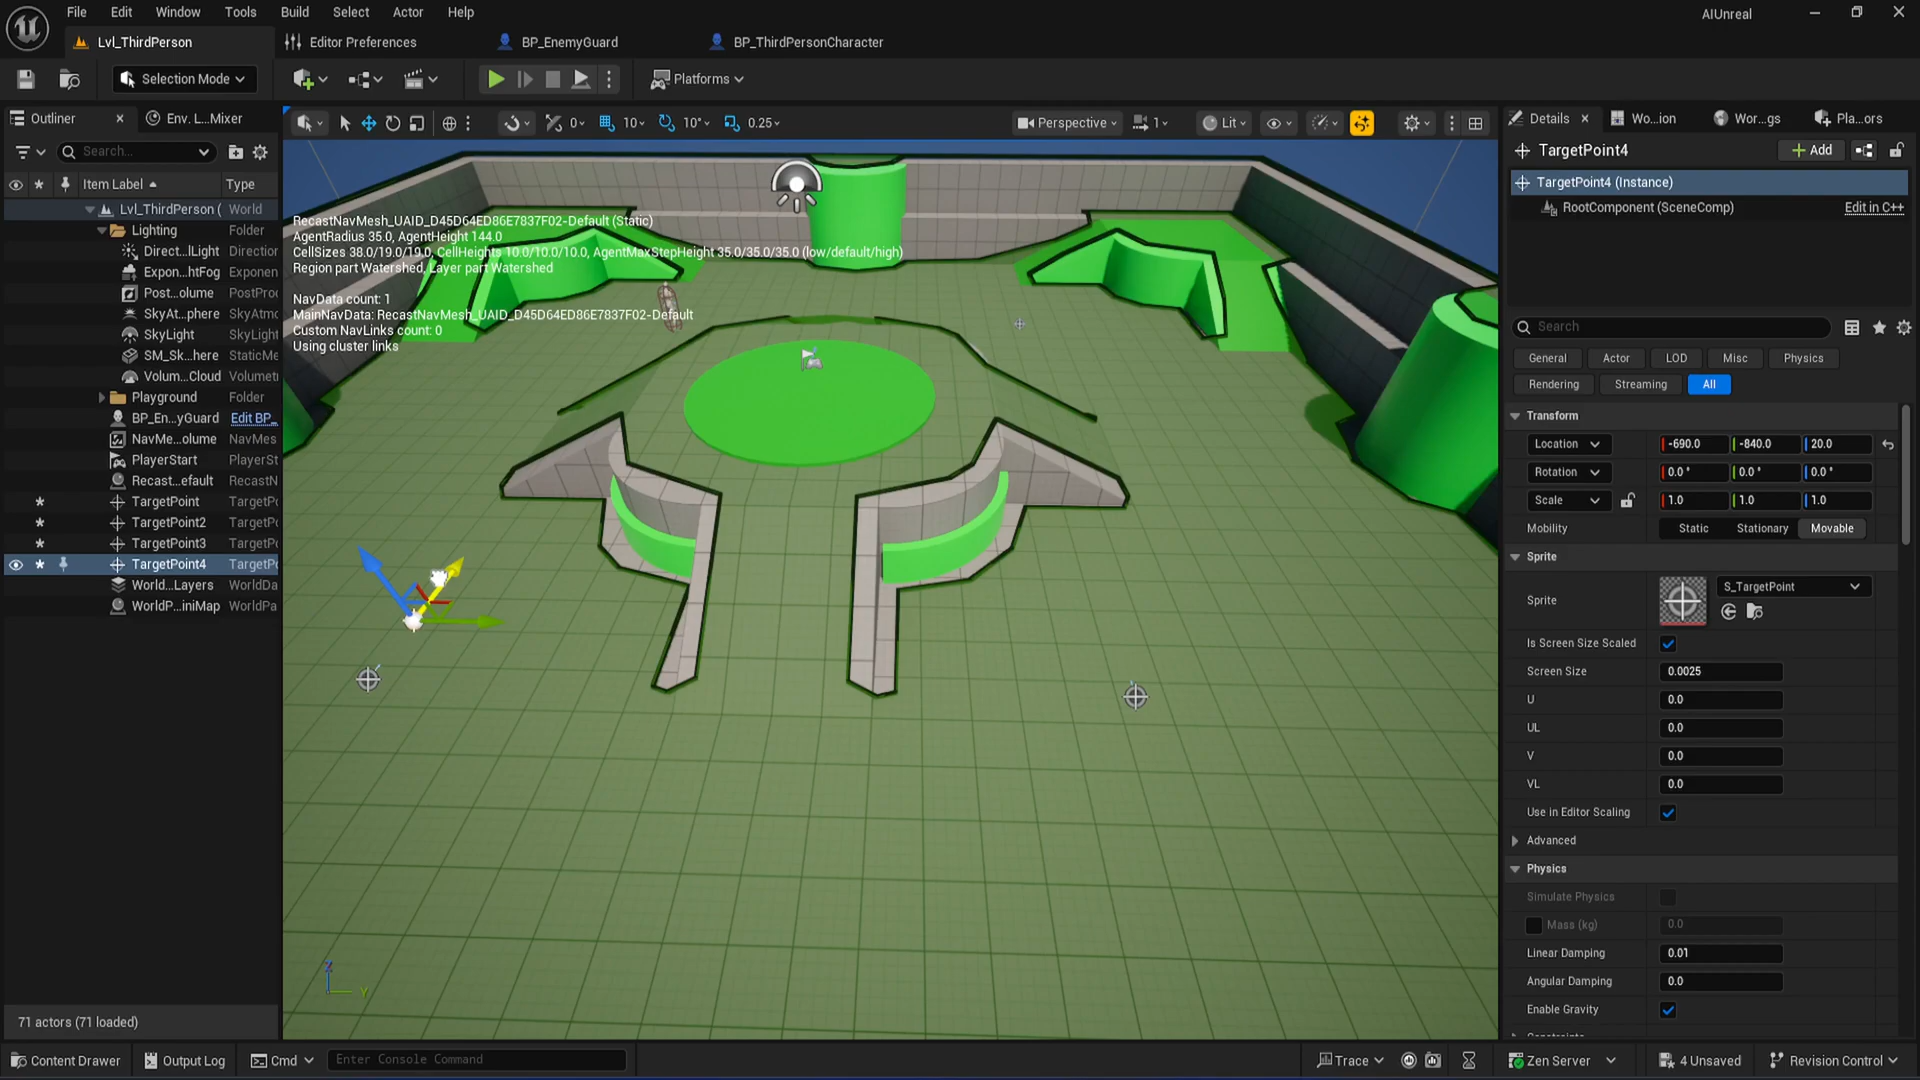 File Edit Window Tools Build Select Actor Help
AIUnreal
Lvl_ThirdPerson Editor Preferences BP_EnemyGuard BP_ThirdPersonCharacter
Selection Mode Platforms
Outliner Env. L...Mixer
Search...
Item Label Type
Lvl_ThirdPerson ( World
Lighting Folder
Direct...lLight Direction
Expon...htFog Exponen
Post...olume PostProc
SkyAt...phere SkyAtmo
SkyLight SkyLight
SM_Sk...here StaticMe
Volum...Cloud Volumetr
Playground Folder
BP_En...yGuard Edit BP_
NavMe...olume NavMes
PlayerStart PlayerSt
Recast...efault RecastN
TargetPoint TargetPo
TargetPoint2 TargetPo
TargetPoint3 TargetPo
TargetPoint4 TargetPo
World...Layers WorldDa
WorldP...iniMap WorldPa
71 actors (71 loaded)
0 10 10° 0.25
Perspective 1 Lit
RecastNavMesh_UAID_D45D64ED86E7837F02-Default (Static)
AgentRadius 35.0, AgentHeight 144.0
CellSizes 38.0/19.0/19.0, CellHeights 10.0/10.0/10.0, AgentMaxStepHeight 35.0/35.0/35.0 (low/default/high)
Region part Watershed, Layer part Watershed
NavData count: 1
MainNavData: RecastNavMesh_UAID_D45D64ED86E7837F02-Default
Custom NavLinks count: 0
Using cluster links
Z
Y
Details Wo...ion Wor...gs Pla...ors
TargetPoint4 Add
TargetPoint4 (Instance)
RootComponent (SceneComp) Edit in C++
Search
General Actor LOD Misc Physics
Rendering Streaming All
Transform
Location -690.0 -840.0 20.0
Rotation 0.0° 0.0° 0.0°
Scale 1.0 1.0 1.0
Mobility Static Stationary Movable
Sprite
Sprite S_TargetPoint
Is Screen Size Scaled
Screen Size 0.0025
U 0.0
UL 0.0
V 0.0
VL 0.0
Use in Editor Scaling
Advanced
Physics
Simulate Physics
Mass (kg) 0.0
Linear Damping 0.01
Angular Damping 0.0
Enable Gravity
Constraints
Content Drawer Output Log Cmd Enter Console Command Trace Zen Server 4 Unsaved Revision Control